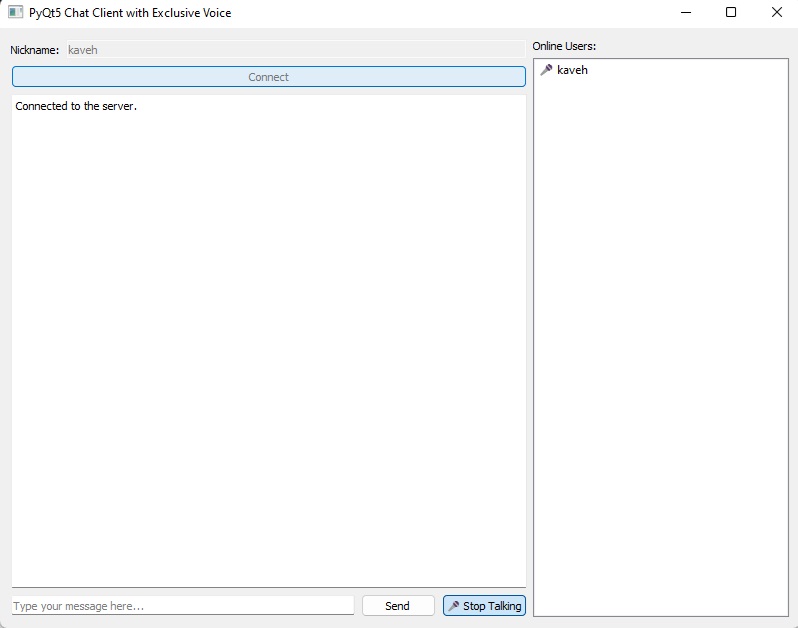 PyQt5 Chat Client with Exclusive Voice
Nickname: kaveh
Connect
Connected to the server.
Type your message here...
Send
🎤 Stop Talking
Online Users:
🎤 kaveh